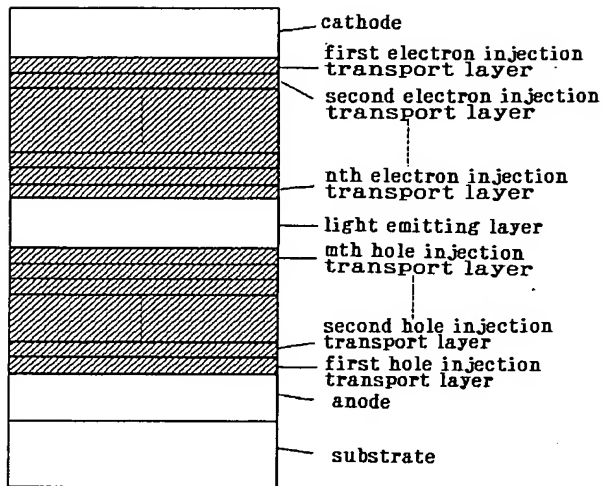 cathode
first electron injection
transport layer
second electron injection
transport layer
nth electron injection
transport layer
light emitting layer
mth hole injection
transport layer
second hole injection
transport layer
first hole injection
transport layer
anode
substrate